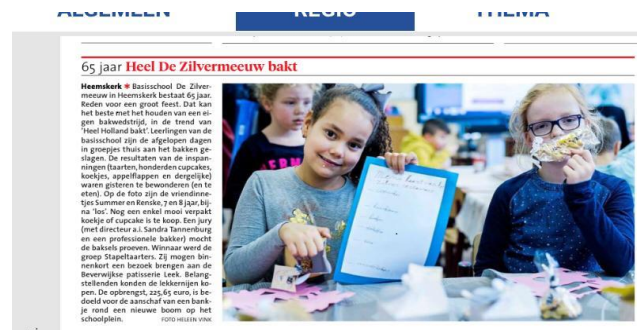 ALGEMEEN REGIO THEMA
65 jaar Heel De Zilvermeeuw bakt
Heemskerk * Basisschool De Zilver-
meeuw in Heemskerk bestaat 65 jaar.
Reden voor een groot feest. Dat kan
het beste met het houden van een ei-
gen bakwedstrijd, in de trend van
'Heel Holland bakt'. Leerlingen van de
basisschool zijn de afgelopen dagen
in groepjes thuis aan het bakken ge-
slagen. De resultaten van de inspan-
ningen (taarten, honderden cupcakes,
koekjes, appelflappen en dergelijke)
waren gisteren te bewonderen (en te
eten). Op de foto zijn de vriendinne-
tjes Summer en Renske, 7 en 8 jaar, bij-
na 'los'. Nog een enkel mooi verpakt
koekje of cupcake is te koop. Een jury
(met directeur a.i. Sandra Tannenburg
en een professionele bakker) mocht
de baksels proeven. Winnaar werd de
groep Stapeltaarten. Zij mogen bin-
nenkort een bezoek brengen aan de
Beverwijkse patisserie Leek. Belang-
stellenden konden de lekkernijen ko-
pen. De opbrengst, 225,65 euro, is be-
doeld voor de aanschaf van een bank-
je rond een nieuwe boom op het
schoolplein. FOTO HELEEN VINK